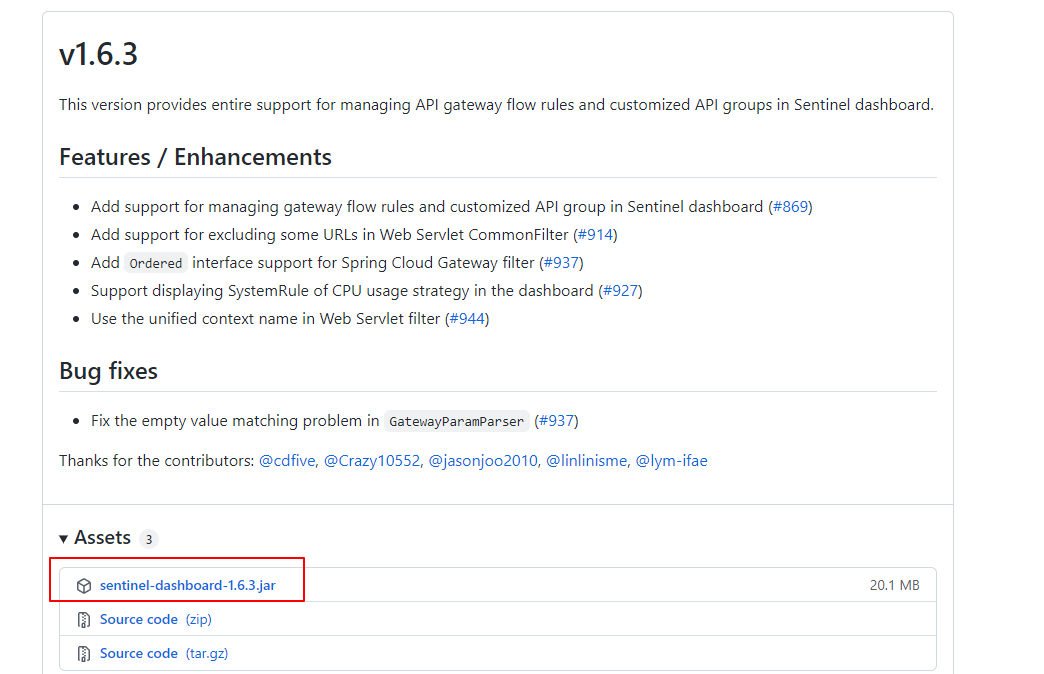 v1.6.3
This version provides entire support for managing API gateway flow rules and customized API groups in Sentinel dashboard.
Features / Enhancements
Add support for managing gateway flow rules and customized API group in Sentinel dashboard (#869)
Add support for excluding some URLs in Web Servlet CommonFilter (#914)
Add Ordered interface support for Spring Cloud Gateway filter (#937)
Support displaying SystemRule of CPU usage strategy in the dashboard (#927)
Use the unified context name in Web Servlet filter (#944)
Bug fixes
Fix the empty value matching problem in GatewayParamParser (#937)
Thanks for the contributors: @cdfive, @Crazy10552, @jasonjoo2010, @linlinisme, @lym-ifae
Assets 3
sentinel-dashboard-1.6.3.jar 20.1 MB
Source code (zip)
Source code (tar.gz)